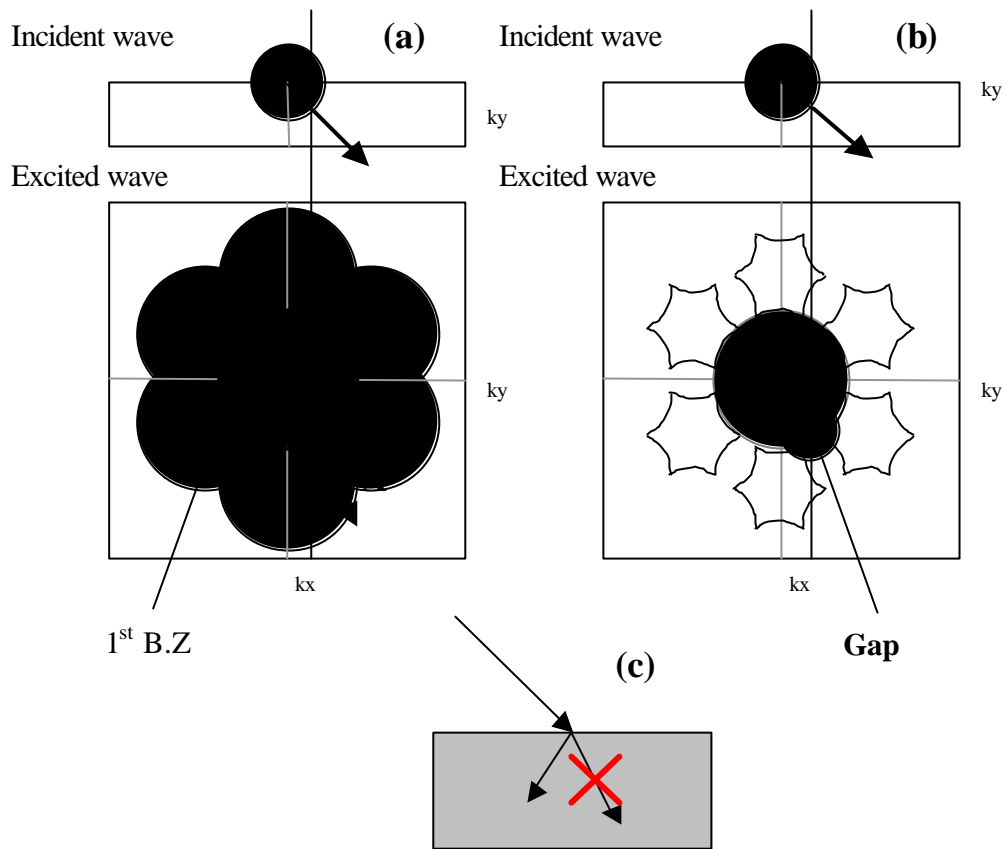 Incident wave
(a)
ky
Excited wave
ky
kx
1st B.Z
Incident wave
(b)
ky
Excited wave
ky
kx
Gap
(c)